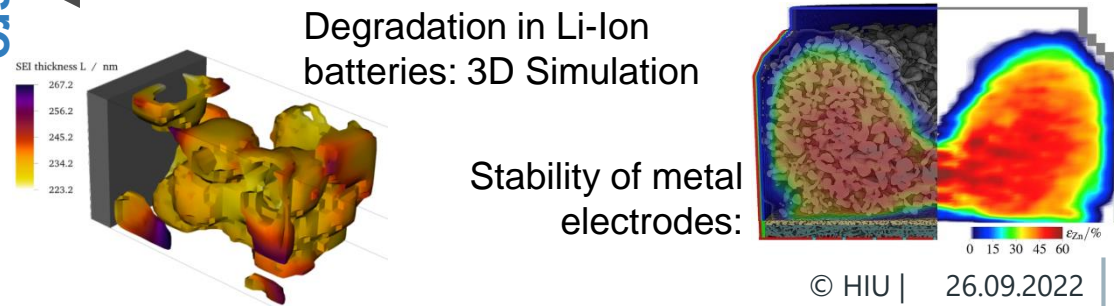 Degradation in Li-Ion
batteries: 3D Simulation
SEI thickness L / nm
267.2
256.2
245.2
234.2
223.2
Stability of metal
electrodes:
ε_Zn/%
0 15 30 45 60
© HIU | 26.09.2022 |